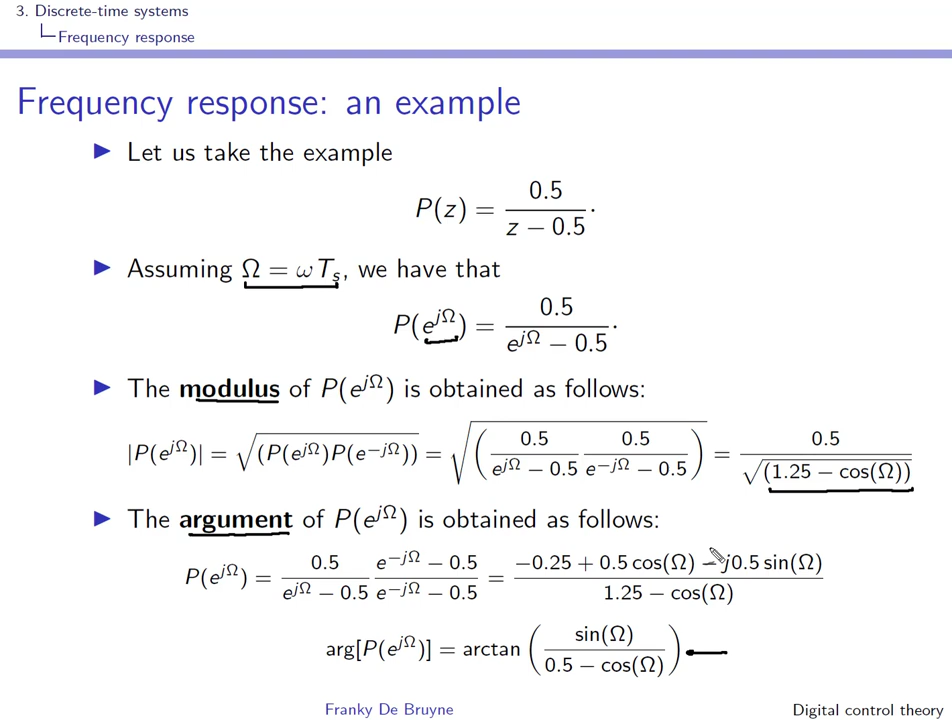 3. Discrete-time systems
Frequency response
Frequency response: an example
▶ Let us take the example
P(z) = 0.5 / (z − 0.5) ·
▶ Assuming Ω = ωTₛ, we have that
P(e^{jΩ}) = 0.5 / (e^{jΩ} − 0.5) ·
▶ The modulus of P(e^{jΩ}) is obtained as follows:
|P(e^{jΩ})| = √((P(e^{jΩ})P(e^{−jΩ}))) = √( (0.5 / (e^{jΩ} − 0.5)) (0.5 / (e^{−jΩ} − 0.5)) ) = 0.5 / √((1.25 − cos(Ω)))
▶ The argument of P(e^{jΩ}) is obtained as follows:
P(e^{jΩ}) = (0.5 / (e^{jΩ} − 0.5)) ((e^{−jΩ} − 0.5) / (e^{−jΩ} − 0.5)) = (−0.25 + 0.5 cos(Ω) − j0.5 sin(Ω)) / (1.25 − cos(Ω))
arg[P(e^{jΩ})] = arctan ( sin(Ω) / (0.5 − cos(Ω)) )
Franky De Bruyne Digital control theory